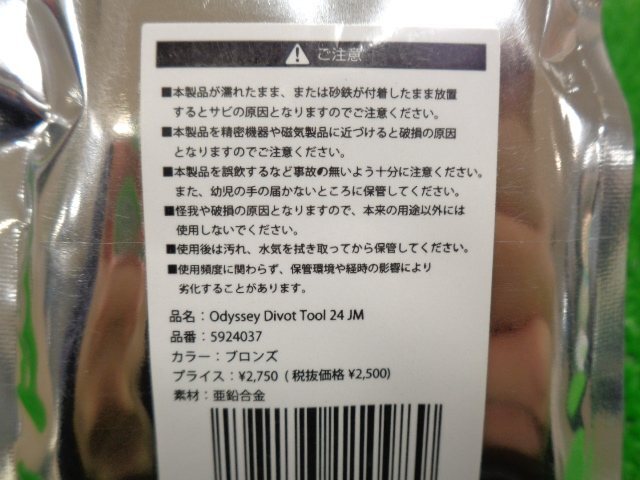 ご注意
■本製品が濡れたまま、または砂鉄が付着したまま放置
するとサビの原因となりますのでご注意ください。
■本製品を精密機器や磁気製品に近づけると破損の原因
となりますのでご注意ください。
■本製品を誤飲するなど事故の無いよう十分に注意ください。
また、幼児の手の届かないところに保管してください。
■怪我や破損の原因となりますので、本来の用途以外には
使用しないでください。
■使用後は汚れ、水気を拭き取ってから保管してください。
■使用頻度に関わらず、保管環境や経時の影響により
劣化することがあります。
品名：Odyssey Divot Tool 24 JM
品番：5924037
カラー：ブロンズ
プライス：¥2,750 ( 税抜価格 ¥2,500)
素材：亜鉛合金